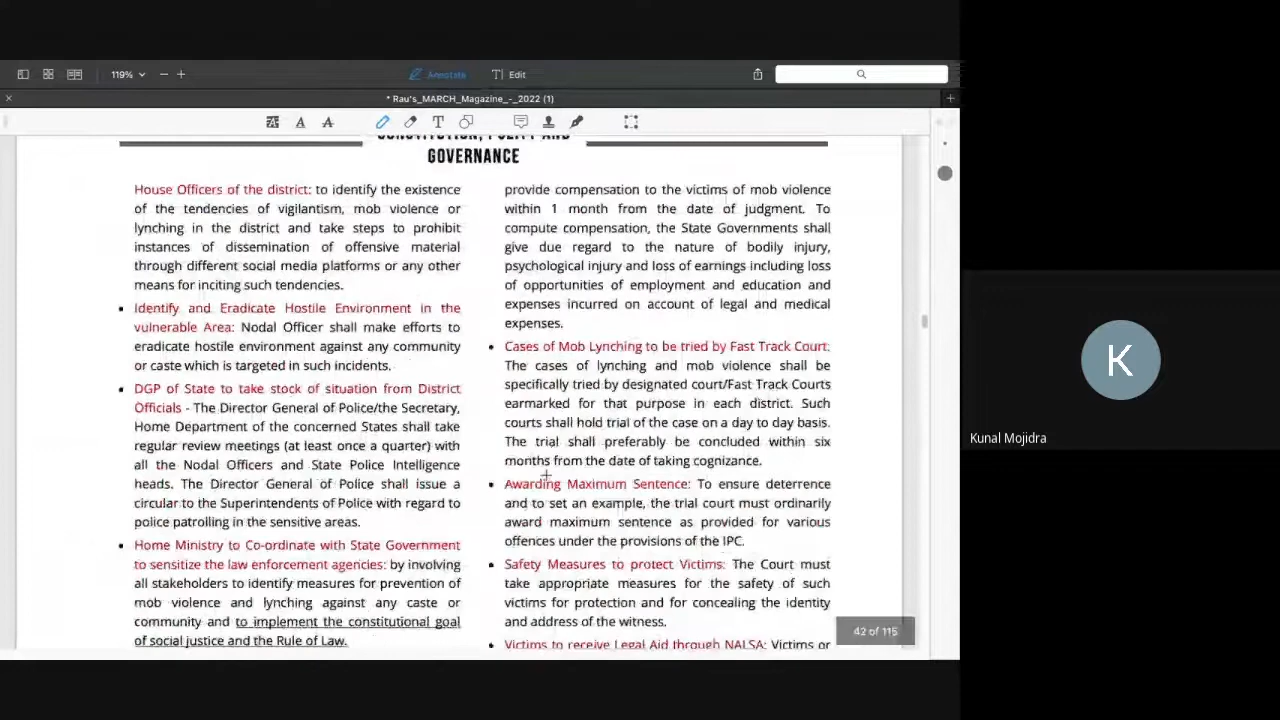 119%
Annotate
Edit
* Rau's_MARCH_Magazine_-_2022 (1)
CONSTITUTION, POLITY AND
GOVERNANCE
House Officers of the district: to identify the existence
of the tendencies of vigilantism, mob violence or
lynching in the district and take steps to prohibit
instances of dissemination of offensive material
through different social media platforms or any other
means for inciting such tendencies.
• Identify and Eradicate Hostile Environment in the
vulnerable Area: Nodal Officer shall make efforts to
eradicate hostile environment against any community
or caste which is targeted in such incidents.
• DGP of State to take stock of situation from District
Officials - The Director General of Police/the Secretary,
Home Department of the concerned States shall take
regular review meetings (at least once a quarter) with
all the Nodal Officers and State Police Intelligence
heads. The Director General of Police shall issue a
circular to the Superintendents of Police with regard to
police patrolling in the sensitive areas.
• Home Ministry to Co-ordinate with State Government
to sensitize the law enforcement agencies: by involving
all stakeholders to identify measures for prevention of
mob violence and lynching against any caste or
community and to implement the constitutional goal
of social justice and the Rule of Law.
provide compensation to the victims of mob violence
within 1 month from the date of judgment. To
compute compensation, the State Governments shall
give due regard to the nature of bodily injury,
psychological injury and loss of earnings including loss
of opportunities of employment and education and
expenses incurred on account of legal and medical
expenses.
• Cases of Mob Lynching to be tried by Fast Track Court:
The cases of lynching and mob violence shall be
specifically tried by designated court/Fast Track Courts
earmarked for that purpose in each district. Such
courts shall hold trial of the case on a day to day basis.
The trial shall preferably be concluded within six
months from the date of taking cognizance.
• Awarding Maximum Sentence: To ensure deterrence
and to set an example, the trial court must ordinarily
award maximum sentence as provided for various
offences under the provisions of the IPC.
• Safety Measures to protect Victims: The Court must
take appropriate measures for the safety of such
victims for protection and for concealing the identity
and address of the witness.
• Victims to receive Legal Aid through NALSA: Victims or
42 of 115
K
Kunal Mojidra